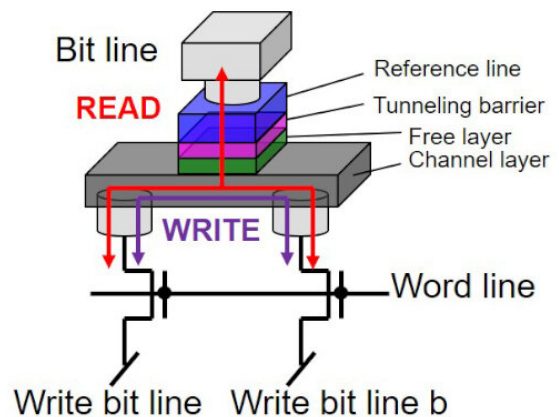 Bit line
Reference line
READ
Tunneling barrier
Free layer
Channel layer
WRITE
Word line
Write bit line
Write bit line b